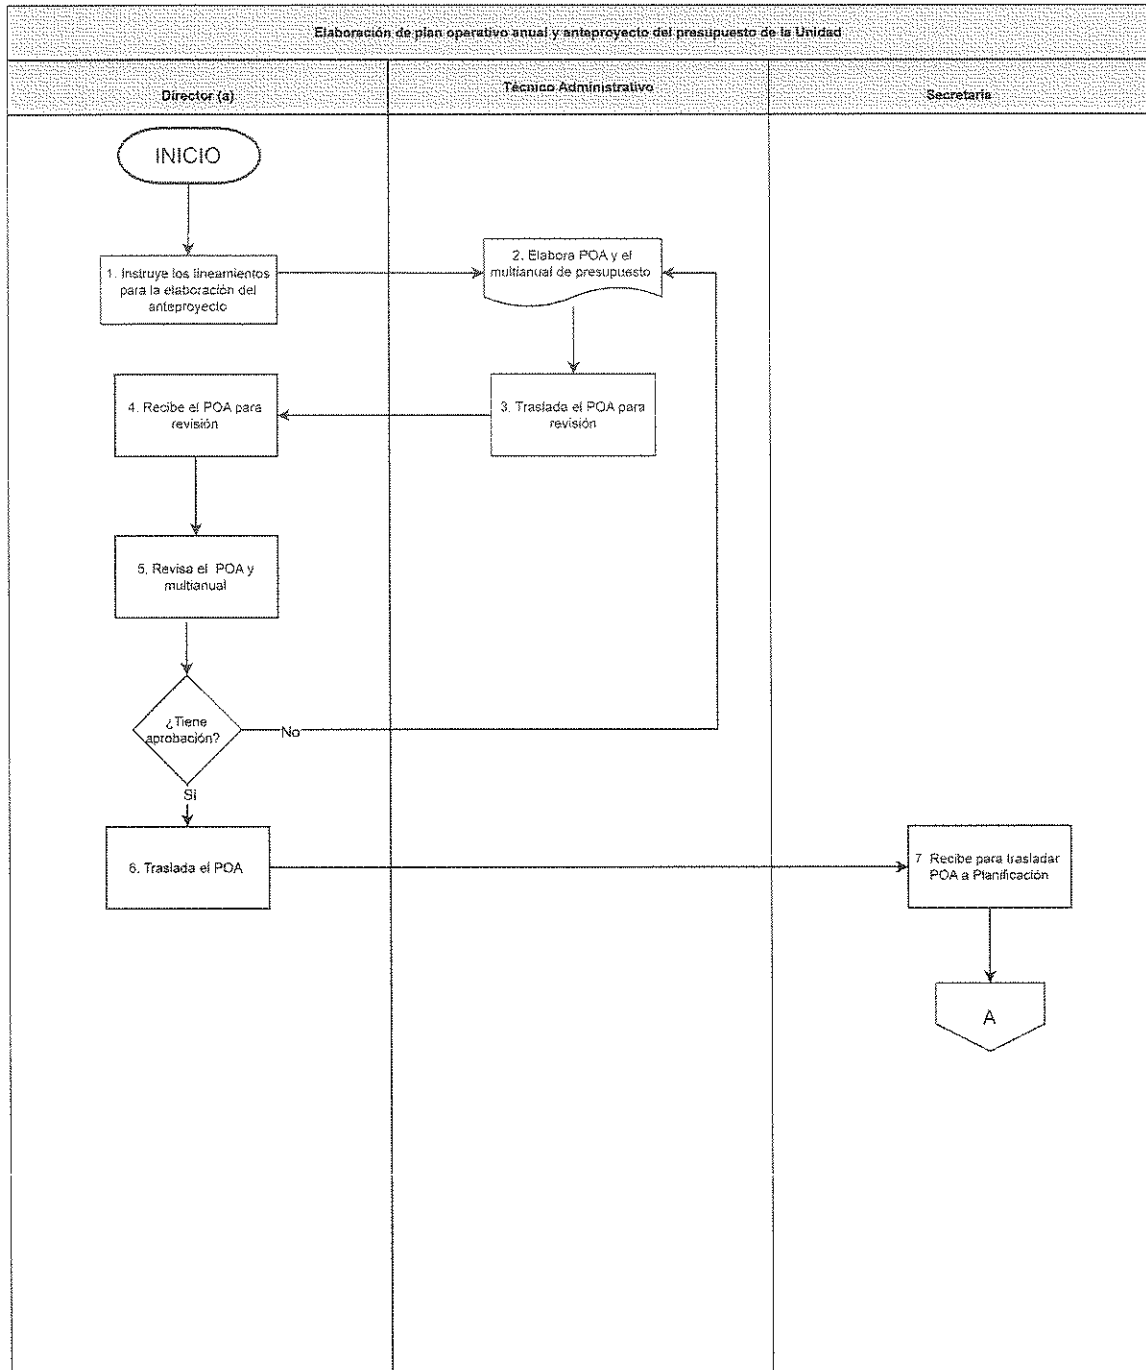 Elaboración de plan operativo anual y anteproyecto del presupuesto de la Unidad
Director (a)
Técnico Administrativo
Secretaria
INICIO
1. Instruye los lineamientos
para la elaboración del
anteproyecto
2. Elabora POA y el
multianual de presupuesto
4. Recibe el POA para
revisión
3. Traslada el POA para
revisión
5. Revisa el POA y
multianual
¿Tiene
aprobación?
No
Si
6. Traslada el POA
7 Recibe para trasladar
POA a Planificación
A